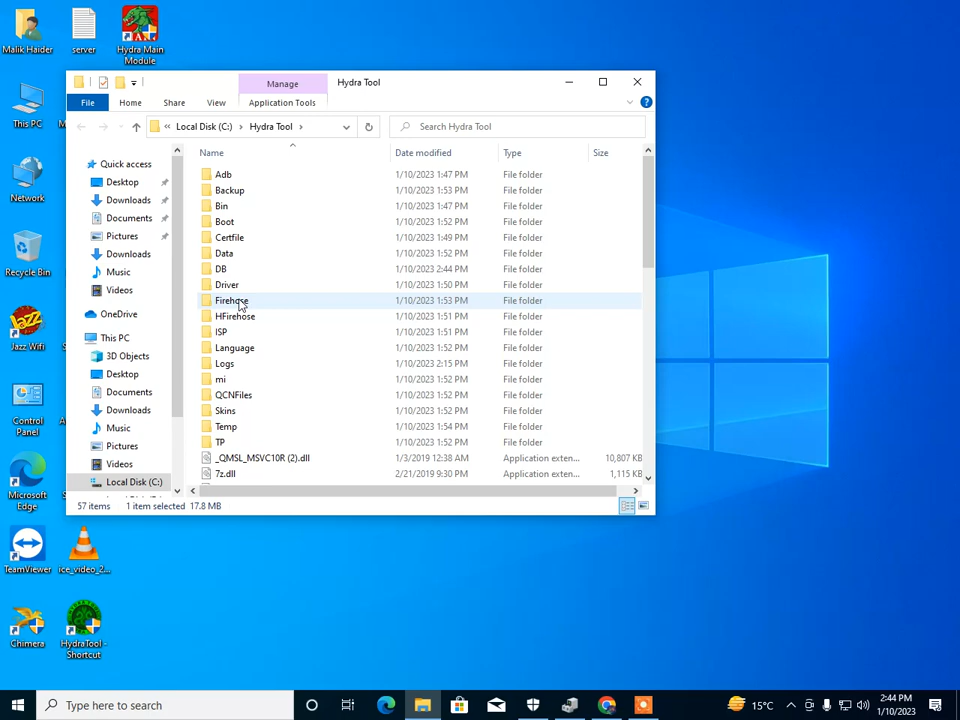 Malik Haider
server
Hydra Main
Module
This PC
Network
Recycle Bin
Jazz Wifi
Control
Panel
Microsoft
Edge
TeamViewer
ice_video_2...
Chimera
HydraTool -
Shortcut
Manage
Hydra Tool
File
Home
Share
View
Application Tools
« Local Disk (C:) › Hydra Tool ›
Search Hydra Tool
Quick access
Desktop
Downloads
Documents
Pictures
Downloads
Music
Videos
OneDrive
This PC
3D Objects
Desktop
Documents
Downloads
Music
Pictures
Videos
Local Disk (C:)
Name Date modified Type Size
Adb 1/10/2023 1:47 PM File folder
Backup 1/10/2023 1:53 PM File folder
Bin 1/10/2023 1:47 PM File folder
Boot 1/10/2023 1:52 PM File folder
Certfile 1/10/2023 1:49 PM File folder
Data 1/10/2023 1:52 PM File folder
DB 1/10/2023 2:44 PM File folder
Driver 1/10/2023 1:50 PM File folder
Firehose 1/10/2023 1:53 PM File folder
HFirehose 1/10/2023 1:51 PM File folder
ISP 1/10/2023 1:51 PM File folder
Language 1/10/2023 1:52 PM File folder
Logs 1/10/2023 2:15 PM File folder
mi 1/10/2023 1:52 PM File folder
QCNFiles 1/10/2023 1:52 PM File folder
Skins 1/10/2023 1:52 PM File folder
Temp 1/10/2023 1:54 PM File folder
TP 1/10/2023 1:52 PM File folder
_QMSL_MSVC10R (2).dll 1/3/2019 12:38 AM Application exten... 10,807 KB
7z.dll 2/21/2019 9:30 PM Application exten... 1,115 KB
57 items 1 item selected 17.8 MB
Type here to search
15°C
2:44 PM
1/10/2023